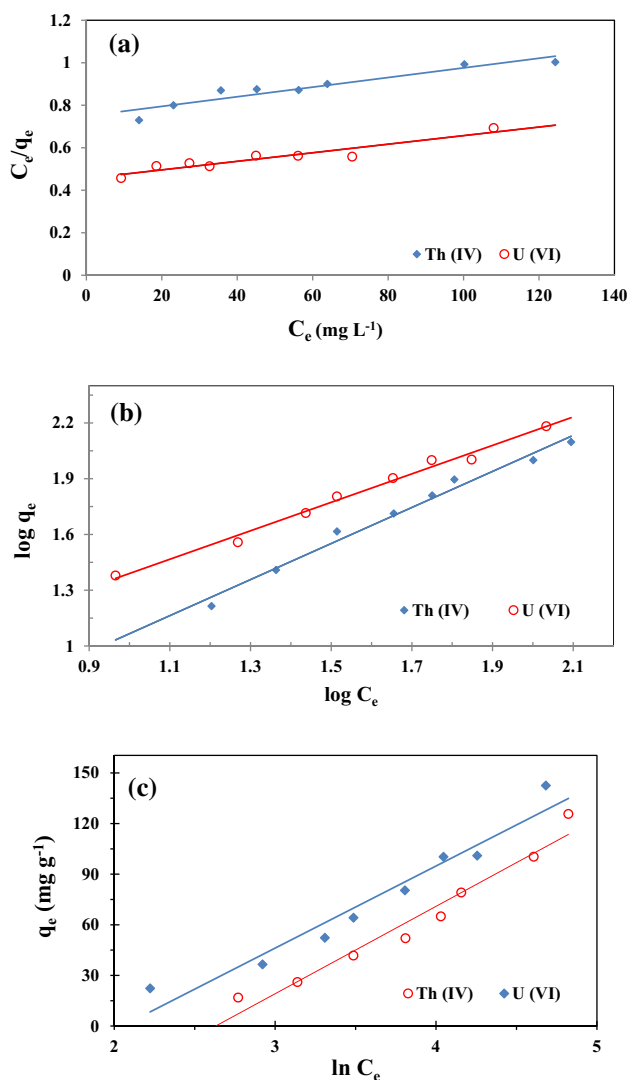 (a)
1.2
1
0.8
0.6
0.4
0.2
0
Cₑ/qₑ
0 20 40 60 80 100 120 140
Th (IV) U (VI)
Cₑ (mg L⁻¹)
(b)
2.2
1.9
1.6
1.3
1
log qₑ
Th (IV) U (VI)
0.9 1.1 1.3 1.5 1.7 1.9 2.1
log Cₑ
(c)
150
120
90
60
30
0
qₑ (mg g⁻¹)
Th (IV) U (VI)
2 3 4 5
ln Cₑ